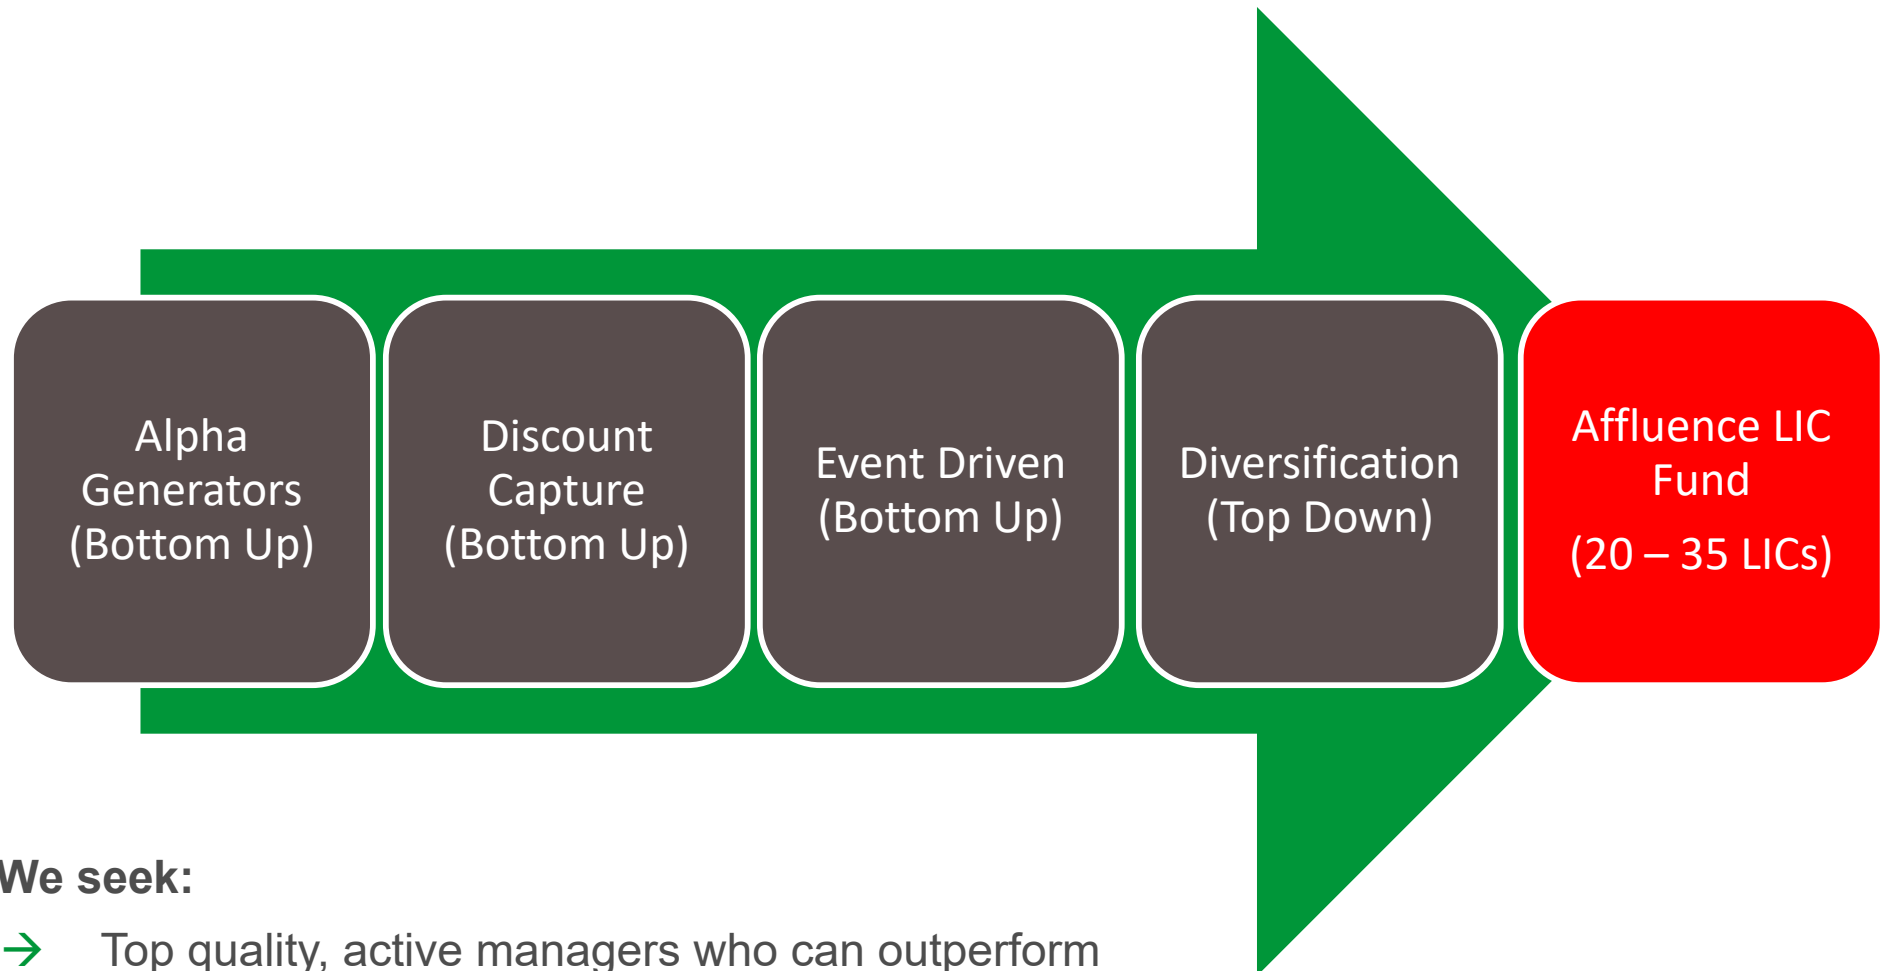 Alpha
Generators
(Bottom Up)
Discount
Capture
(Bottom Up)
Event Driven
(Bottom Up)
Diversification
(Top Down)
Affluence LIC
Fund
(20 – 35 LICs)
We seek:
→ Top quality, active managers who can outperform